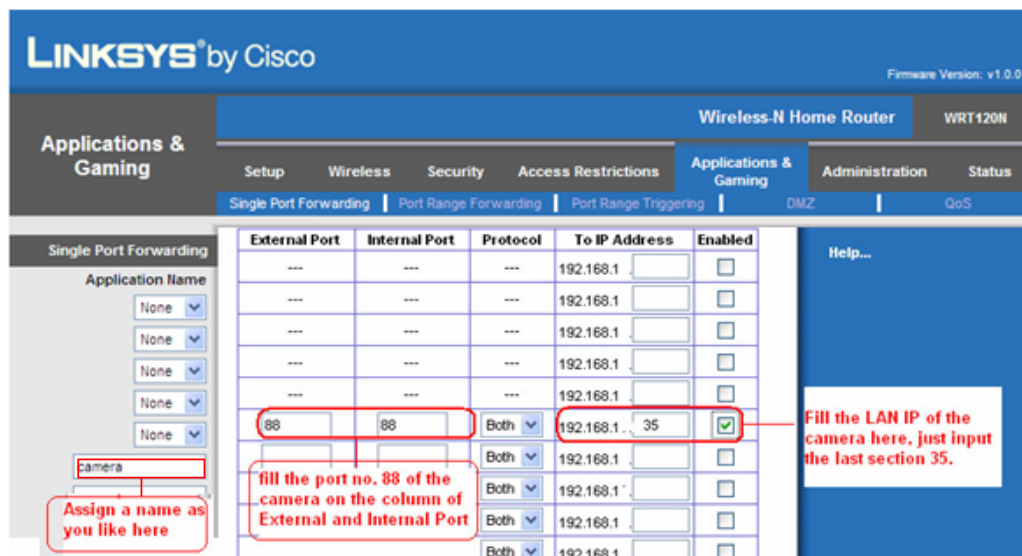 LINKSYS® by Cisco
Firmware Version: v1.0.0
Applications & Gaming
Wireless-N Home Router WRT120N
Setup Wireless Security Access Restrictions Applications & Gaming Administration Status
Single Port Forwarding Port Range Forwarding Port Range Triggering DMZ QoS
Single Port Forwarding
Application Name
None
None
None
None
None
camera
Assign a name as
you like here
External Port Internal Port Protocol To IP Address Enabled
--- --- --- 192.168.1 .
--- --- --- 192.168.1
--- --- --- 192.168.1 .
--- --- --- 192.168.1 .
--- --- --- 192.168.1 .
88 88 Both 192.168.1 . 35
Both 192.168.1 .
Both 192.168.1 .
Both 192.168.1 .
Both 192.168.1
fill the port no. 88 of the
camera on the column of
External and Internal Port
Help...
Fill the LAN IP of the
camera here, just input
the last section 35.